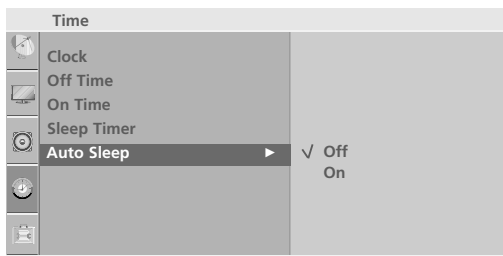 Time
Clock
Off Time
On Time
Sleep Timer
Auto Sleep ►
√ Off
On